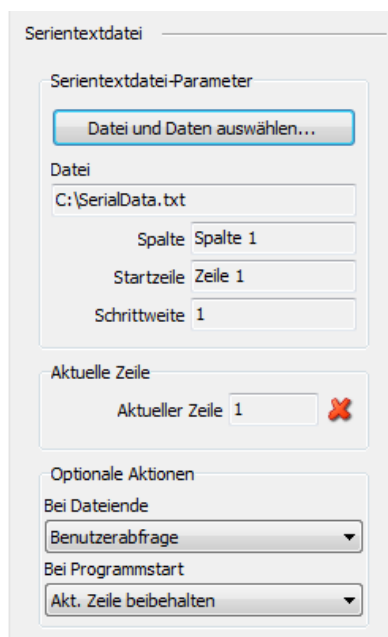 Serientextdatei
Serientextdatei-Parameter
Datei und Daten auswählen...
Datei
C:\SerialData.txt
Spalte Spalte 1
Startzeile Zeile 1
Schrittweite 1
Aktuelle Zeile
Aktueller Zeile 1
Optionale Aktionen
Bei Dateiende
Benutzerabfrage
Bei Programmstart
Akt. Zeile beibehalten